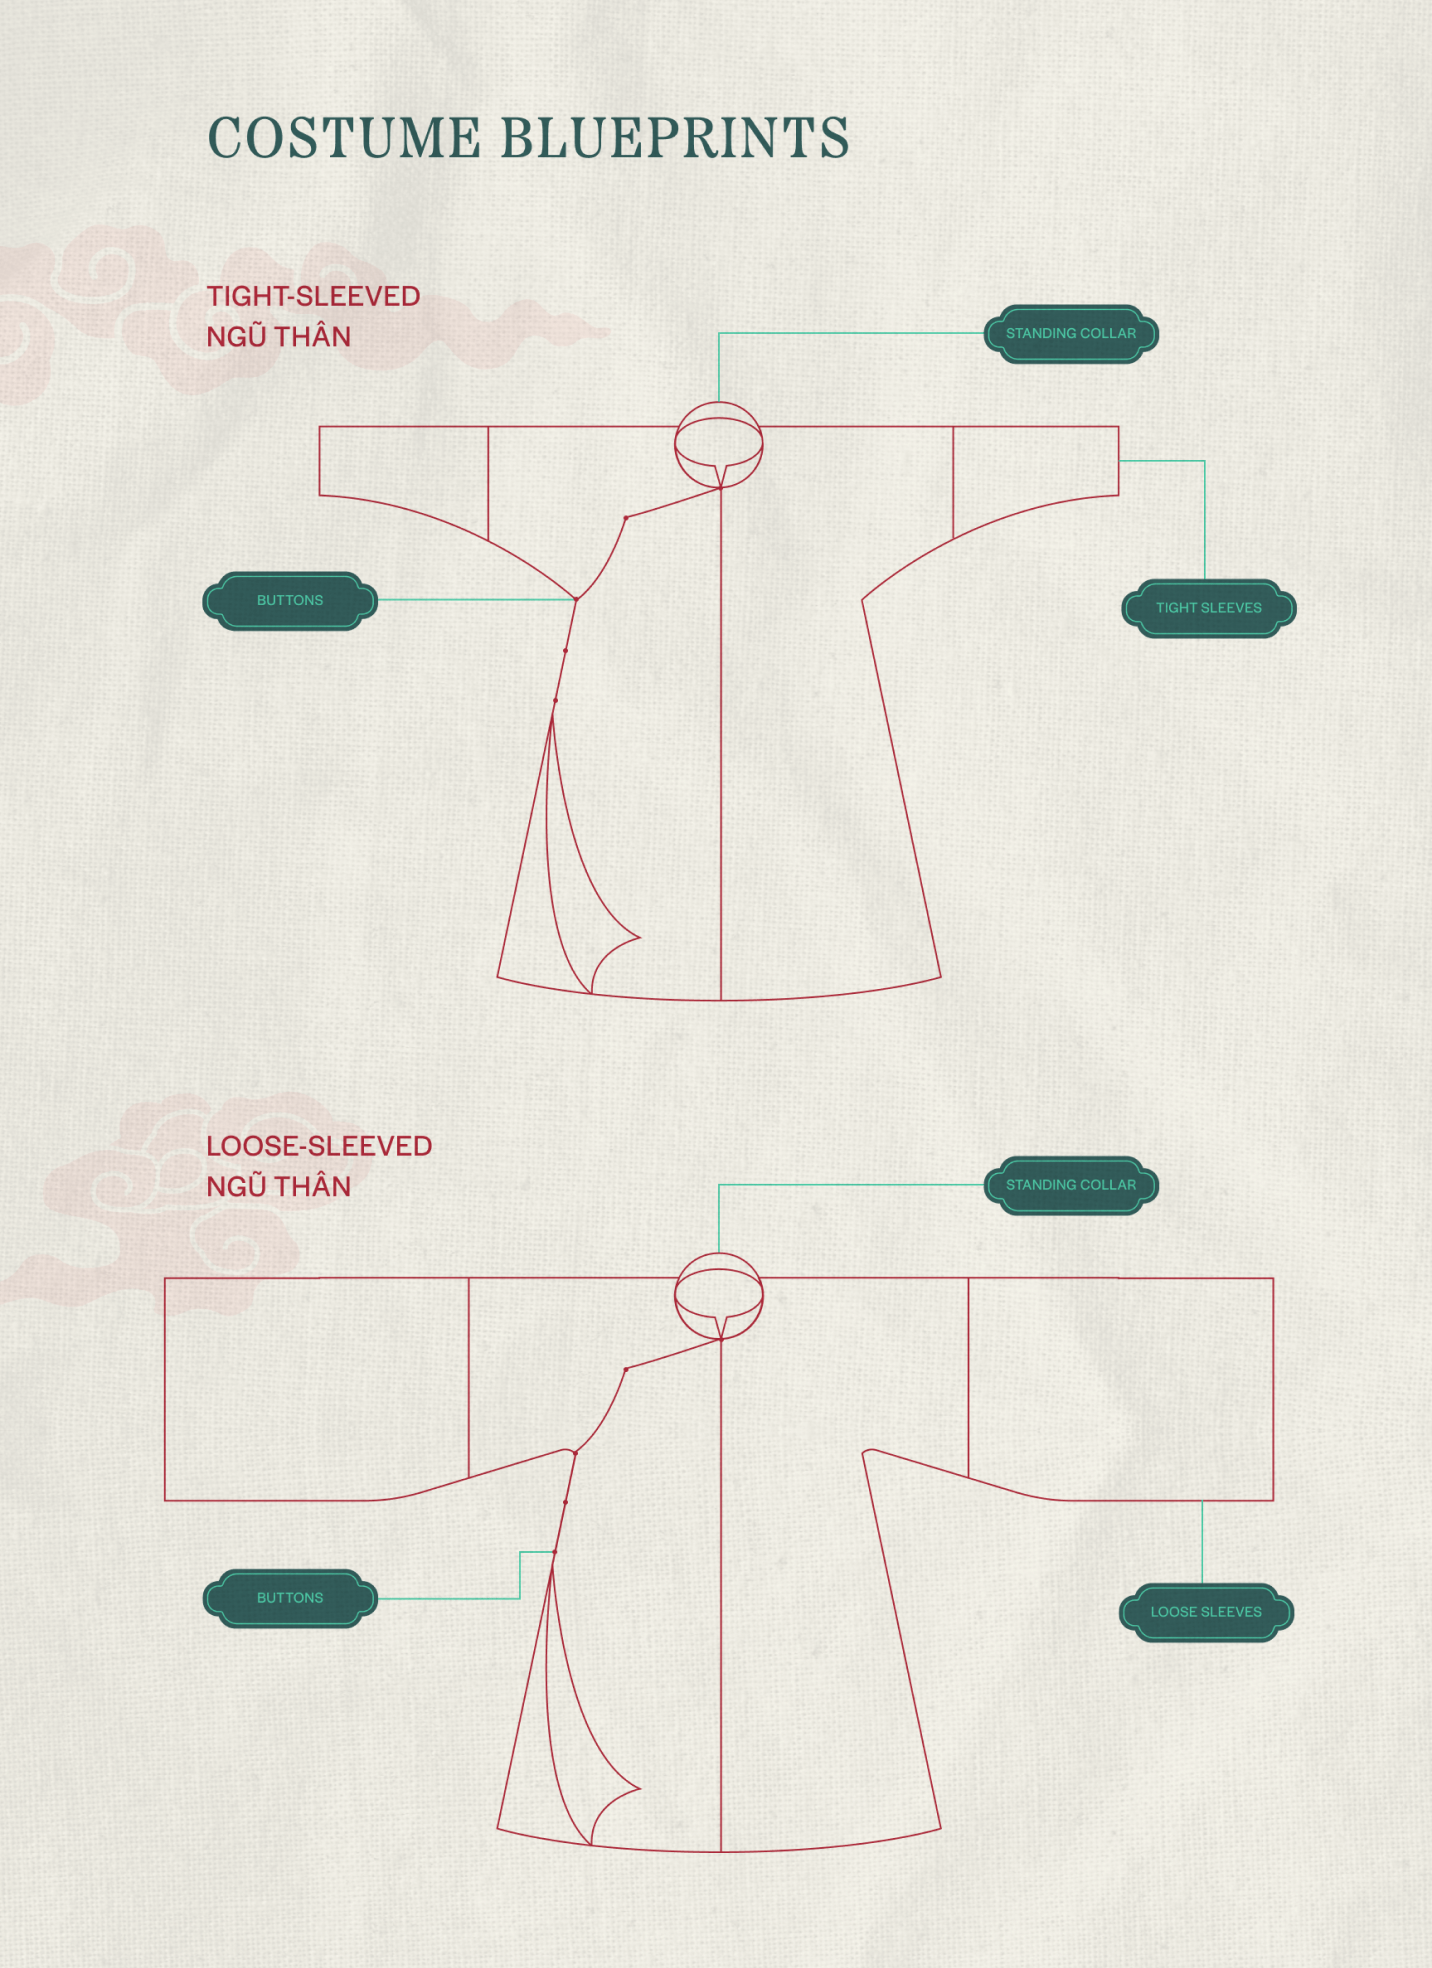 COSTUME BLUEPRINTS
TIGHT-SLEEVED
NGŨ THÂN
STANDING COLLAR
BUTTONS
TIGHT SLEEVES
LOOSE-SLEEVED
NGŨ THÂN
STANDING COLLAR
BUTTONS
LOOSE SLEEVES